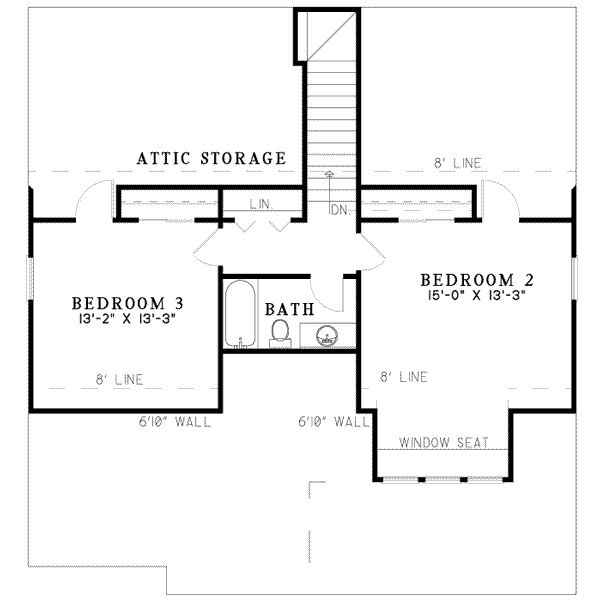 ATTIC STORAGE
8' LINE
LIN.
DN.
BEDROOM 3
13'-2" X 13'-3"
BEDROOM 2
15'-0" X 13'-3"
BATH
8' LINE
8' LINE
6'10" WALL
6'10" WALL
WINDOW SEAT